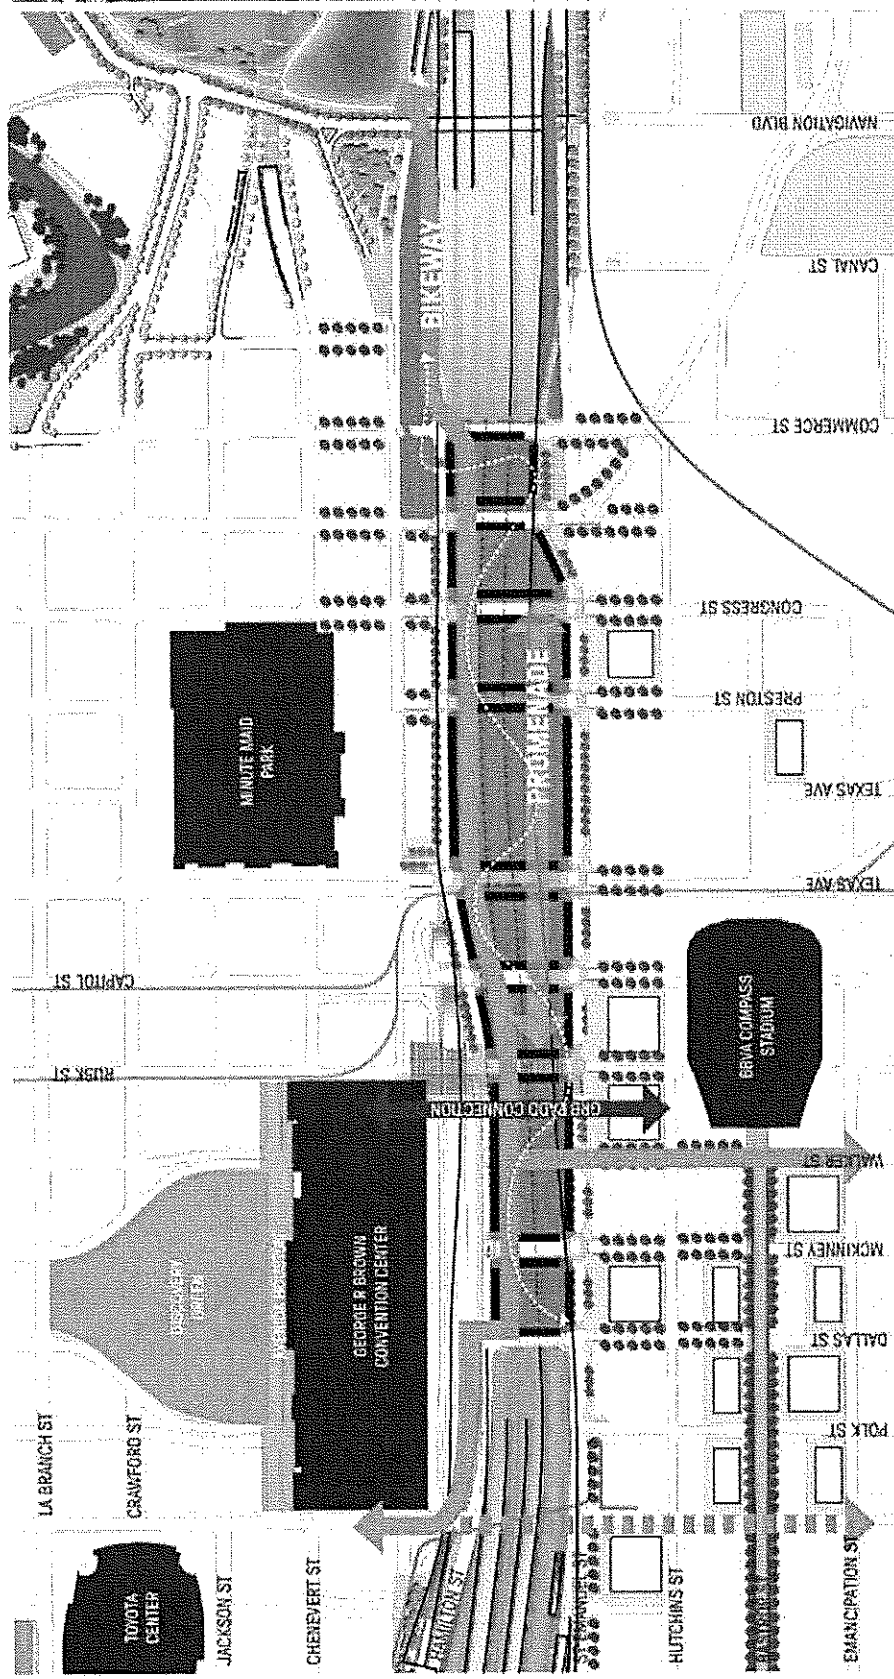 NAVIGATION BLVD
CANAL ST
BIKEWAY
COMMERCE ST
CONGRESS ST
PRESTON ST
MINUTE MAID
PARK
PROMENADE
TEXAS AVE
TEXAS AVE
CAPITOL ST
RUSK ST
BBVA COMPASS
STADIUM
GRB PADO CONNECTION
WALKER ST
MCKINNEY ST
DISCOVERY
GREEN
GEORGE R BROWN
CONVENTION CENTER
DALLAS ST
POLK ST
LA BRANCH ST
CRAWFORD ST
TOYOTA
CENTER
JACKSON ST
CHENEVERT ST
HAMILTON ST
ST EMANUEL ST
HUTCHINS ST
EMANCIPATION ST